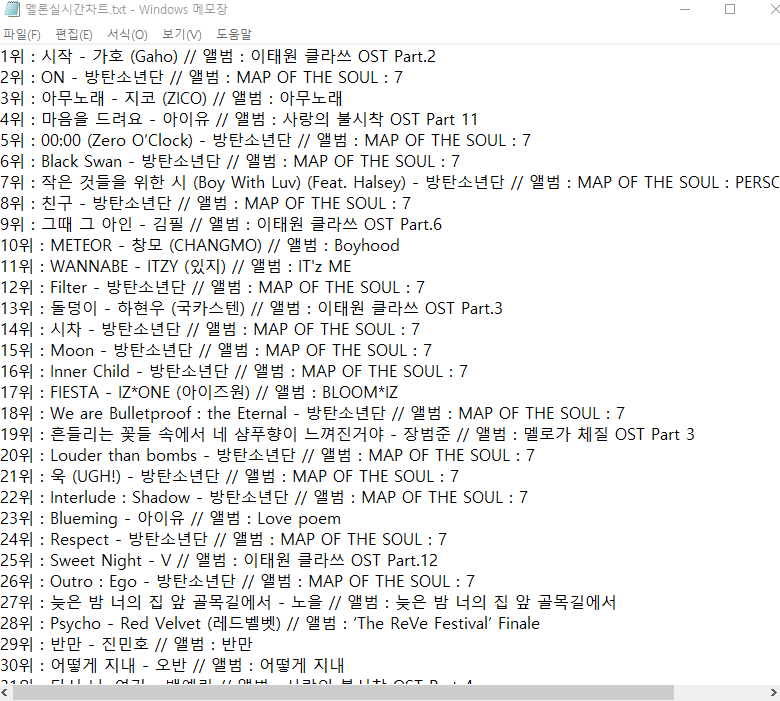 멜론실시간차트.txt - Windows 메모장
파일(F) 편집(E) 서식(O) 보기(V) 도움말
1위 : 시작 - 가호 (Gaho) // 앨범 : 이태원 클라쓰 OST Part.2
2위 : ON - 방탄소년단 // 앨범 : MAP OF THE SOUL : 7
3위 : 아무노래 - 지코 (ZICO) // 앨범 : 아무노래
4위 : 마음을 드려요 - 아이유 // 앨범 : 사랑의 불시착 OST Part 11
5위 : 00:00 (Zero O’Clock) - 방탄소년단 // 앨범 : MAP OF THE SOUL : 7
6위 : Black Swan - 방탄소년단 // 앨범 : MAP OF THE SOUL : 7
7위 : 작은 것들을 위한 시 (Boy With Luv) (Feat. Halsey) - 방탄소년단 // 앨범 : MAP OF THE SOUL : PERSO
8위 : 친구 - 방탄소년단 // 앨범 : MAP OF THE SOUL : 7
9위 : 그때 그 아인 - 김필 // 앨범 : 이태원 클라쓰 OST Part.6
10위 : METEOR - 창모 (CHANGMO) // 앨범 : Boyhood
11위 : WANNABE - ITZY (있지) // 앨범 : IT'z ME
12위 : Filter - 방탄소년단 // 앨범 : MAP OF THE SOUL : 7
13위 : 돌덩이 - 하현우 (국카스텐) // 앨범 : 이태원 클라쓰 OST Part.3
14위 : 시차 - 방탄소년단 // 앨범 : MAP OF THE SOUL : 7
15위 : Moon - 방탄소년단 // 앨범 : MAP OF THE SOUL : 7
16위 : Inner Child - 방탄소년단 // 앨범 : MAP OF THE SOUL : 7
17위 : FIESTA - IZ*ONE (아이즈원) // 앨범 : BLOOM*IZ
18위 : We are Bulletproof : the Eternal - 방탄소년단 // 앨범 : MAP OF THE SOUL : 7
19위 : 흔들리는 꽃들 속에서 네 샴푸향이 느껴진거야 - 장범준 // 앨범 : 멜로가 체질 OST Part 3
20위 : Louder than bombs - 방탄소년단 // 앨범 : MAP OF THE SOUL : 7
21위 : 욱 (UGH!) - 방탄소년단 // 앨범 : MAP OF THE SOUL : 7
22위 : Interlude : Shadow - 방탄소년단 // 앨범 : MAP OF THE SOUL : 7
23위 : Blueming - 아이유 // 앨범 : Love poem
24위 : Respect - 방탄소년단 // 앨범 : MAP OF THE SOUL : 7
25위 : Sweet Night - V // 앨범 : 이태원 클라쓰 OST Part.12
26위 : Outro : Ego - 방탄소년단 // 앨범 : MAP OF THE SOUL : 7
27위 : 늦은 밤 너의 집 앞 골목길에서 - 노을 // 앨범 : 늦은 밤 너의 집 앞 골목길에서
28위 : Psycho - Red Velvet (레드벨벳) // 앨범 : ‘The ReVe Festival’ Finale
29위 : 반만 - 진민호 // 앨범 : 반만
30위 : 어떻게 지내 - 오반 // 앨범 : 어떻게 지내